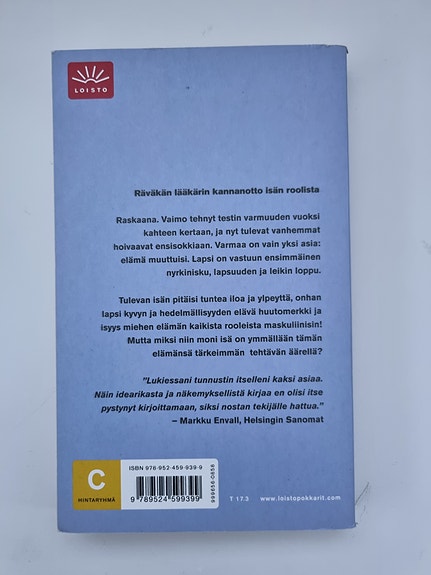 LOISTO
Räväkän lääkärin kannanotto isän roolista
Raskaana. Vaimo tehnyt testin varmuuden vuoksi
kahteen kertaan, ja nyt tulevat vanhemmat
hoivaavat ensisokkiaan. Varmaa on vain yksi asia:
elämä muuttuisi. Lapsi on vastuun ensimmäinen
nyrkinisku, lapsuuden ja leikin loppu.
Tulevan isän pitäisi tuntea iloa ja ylpeyttä, onhan
lapsi kyvyn ja hedelmällisyyden elävä huutomerkki ja
isyys miehen elämän kaikista rooleista maskuliinisin!
Mutta miksi niin moni isä on ymmällään tämän
elämänsä tärkeimmän tehtävän äärellä?
"Lukiessani tunnustin itselleni kaksi asiaa.
Näin idearikasta ja näkemyksellistä kirjaa en olisi itse
pystynyt kirjoittamaan, siksi nostan tekijälle hattua."
– Markku Envall, Helsingin Sanomat
C
HINTARYHMÄ
ISBN 978-952-459-939-9
9 789524 599399
999656-0858
T 17.3
www.loistopokkarit.com